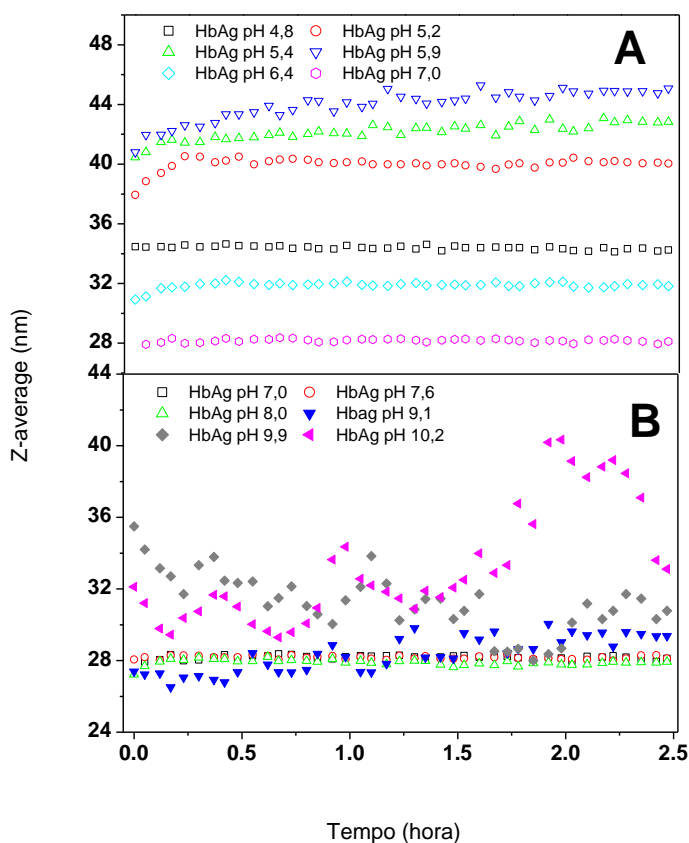 48
44
40
36
32
28
44
HbAg pH 4,8
HbAg pH 5,2
HbAg pH 5,4
HbAg pH 5,9
HbAg pH 6,4
HbAg pH 7,0
A
Z-average (nm)
40
36
32
28
24
HbAg pH 7,0
HbAg pH 7,6
HbAg pH 8,0
Hbag pH 9,1
HbAg pH 9,9
HbAg pH 10,2
B
0.0
0.5
1.0
1.5
2.0
2.5
Tempo (hora)